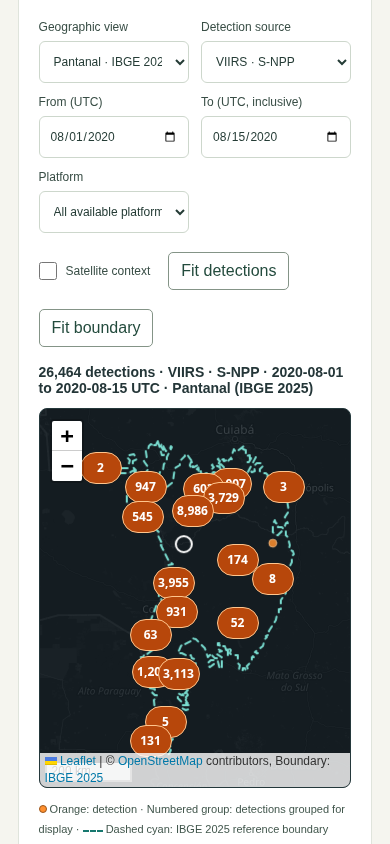 Geographic view
Detection source
Pantanal · IBGE 202
VIIRS · S-NPP
From (UTC)
To (UTC, inclusive)
08/01/2020
08/15/2020
Platform
All available platform
Satellite context
Fit detections
Fit boundary
26,464 detections · VIIRS · S-NPP · 2020-08-01
to 2020-08-15 UTC · Pantanal (IBGE 2025)
+
−
Cuiabá
2
947
3
ópolis
3,729
545
8,986
174
8
3,955
931
52
63
3,113
Mato Grosso
do Sul
Alto Paraguay
5
131
Leaflet | © OpenStreetMap contributors, Boundary:
IBGE 2025
Orange: detection · Numbered group: detections grouped for
display · Dashed cyan: IBGE 2025 reference boundary